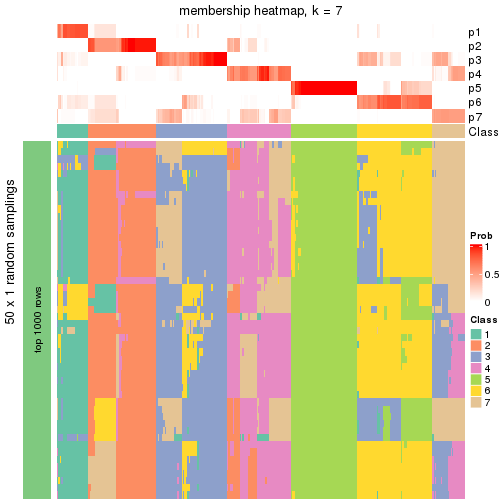 membership heatmap, k = 7
p1
p2
p3
p4
p5
p6
p7
Class
50 x 1 random samplings
top 1000 rows
Prob
1
0.5
0
Class
1
2
3
4
5
6
7